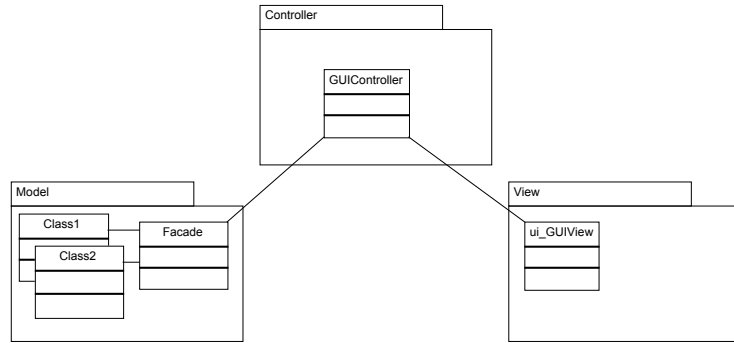 Controller
GUIController
Model
View
Class1
Facade
ui_GUIView
Class2